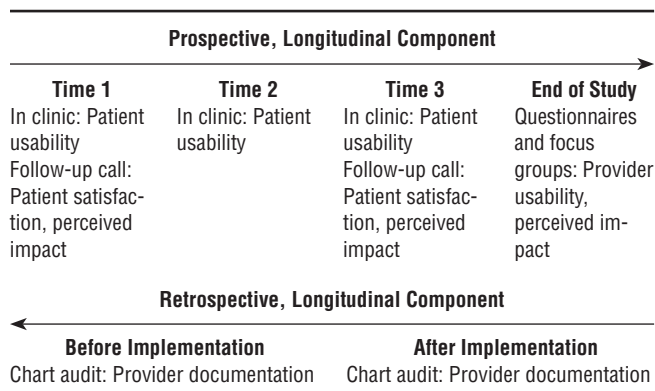 Prospective, Longitudinal Component
Time 1
In clinic: Patient
usability
Follow-up call:
Patient satisfac-
tion, perceived
impact
Time 2
In clinic: Patient
usability
Time 3
In clinic: Patient
usability
Follow-up call:
Patient satisfac-
tion, perceived
impact
End of Study
Questionnaires
and focus
groups: Provider
usability,
perceived im-
pact
Retrospective, Longitudinal Component
Before Implementation
Chart audit: Provider documentation
After Implementation
Chart audit: Provider documentation